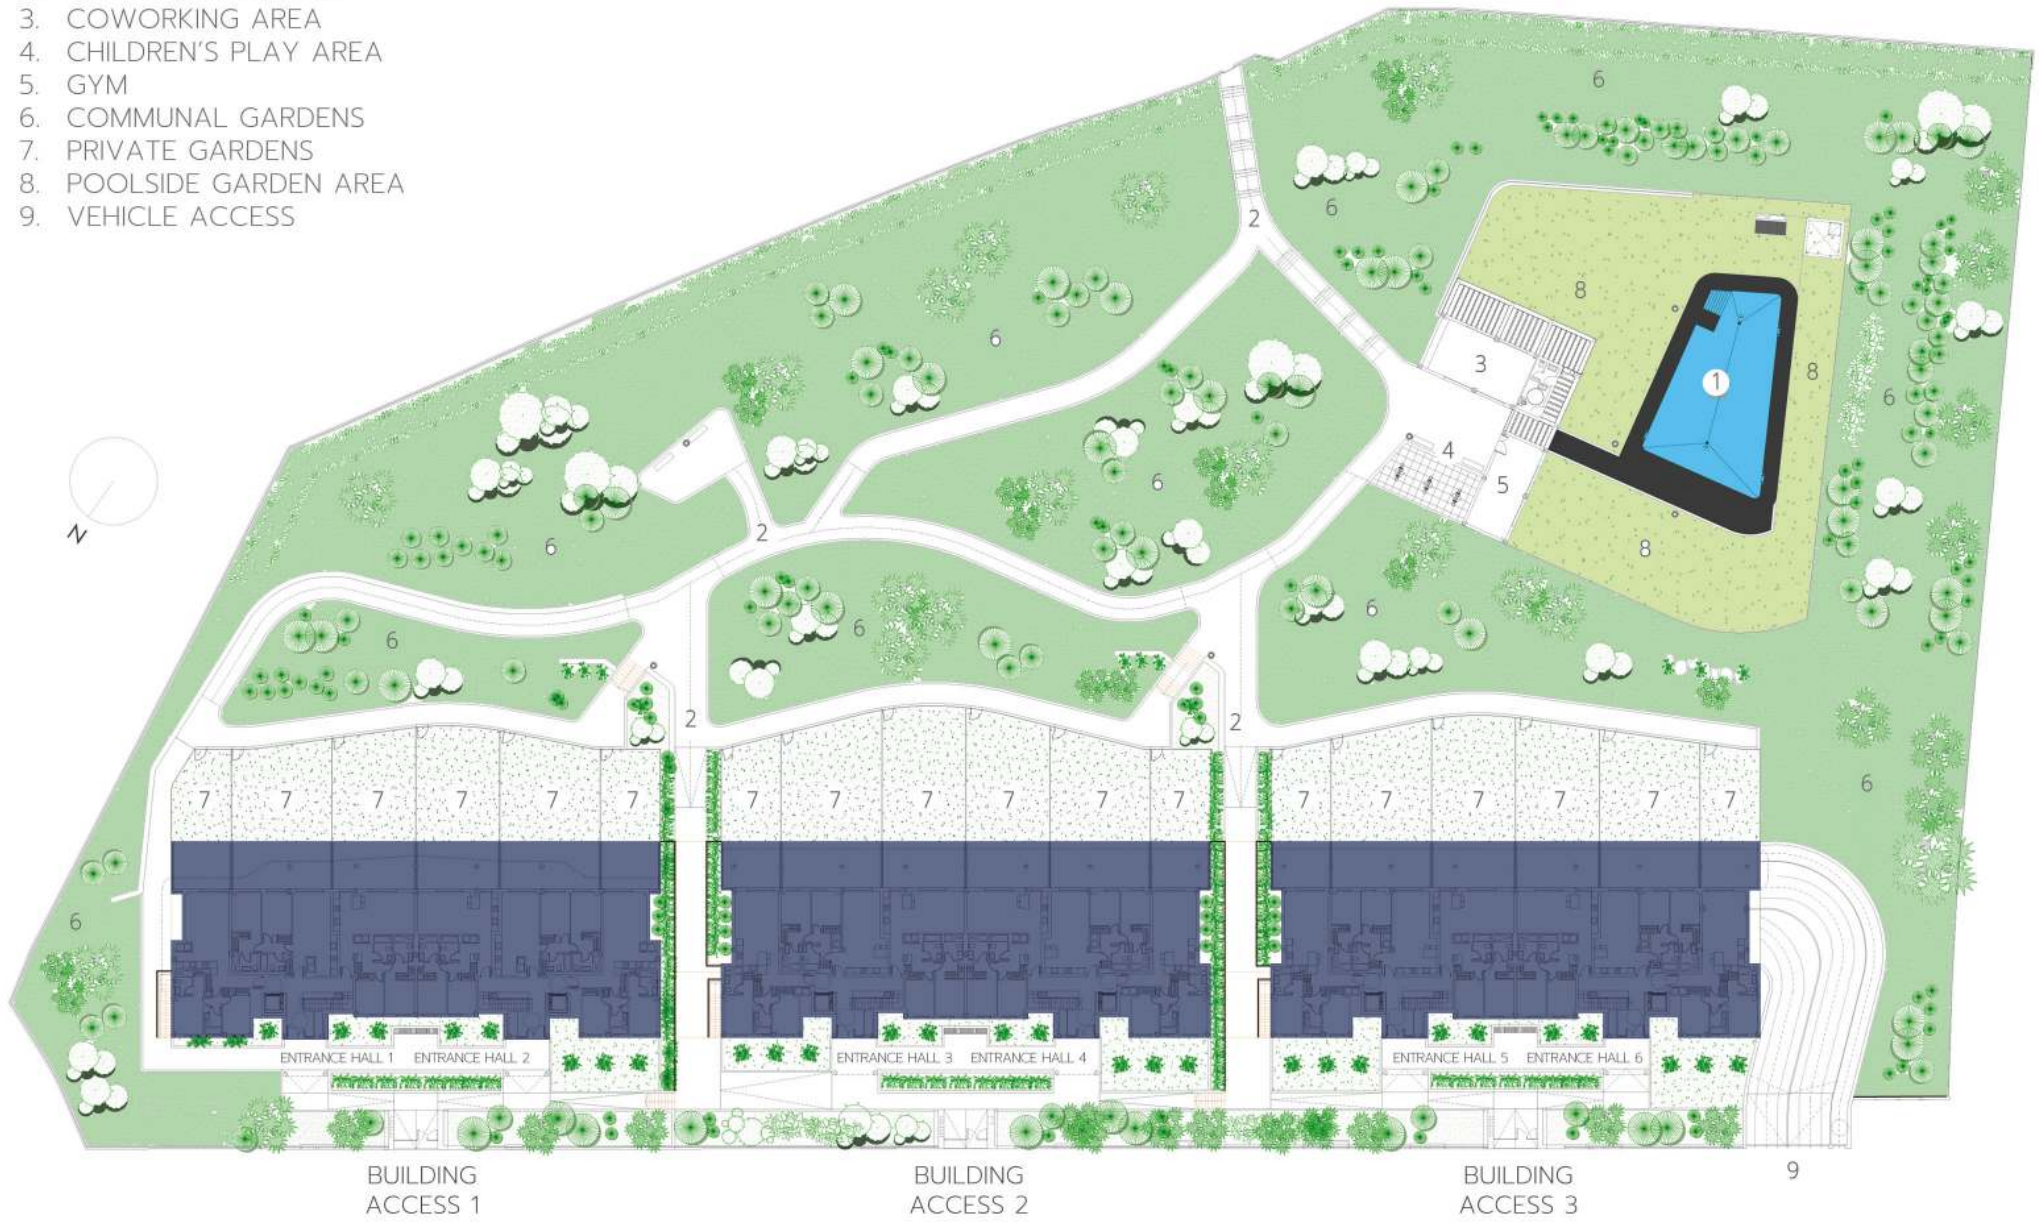 3. COWORKING AREA
4. CHILDREN'S PLAY AREA
5. GYM
6. COMMUNAL GARDENS
7. PRIVATE GARDENS
8. POOLSIDE GARDEN AREA
9. VEHICLE ACCESS
6
6
2
8
6
3
1
8
6
4
6
5
N
2
6
8
6
6
6
2
2
6
7 7 7 7 7 7 7 7 7 7 7 7 7 7 7 7 7 7
6
ENTRANCE HALL 1 ENTRANCE HALL 2 ENTRANCE HALL 3 ENTRANCE HALL 4 ENTRANCE HALL 5 ENTRANCE HALL 6
BUILDING
ACCESS 1
BUILDING
ACCESS 2
BUILDING
ACCESS 3
9